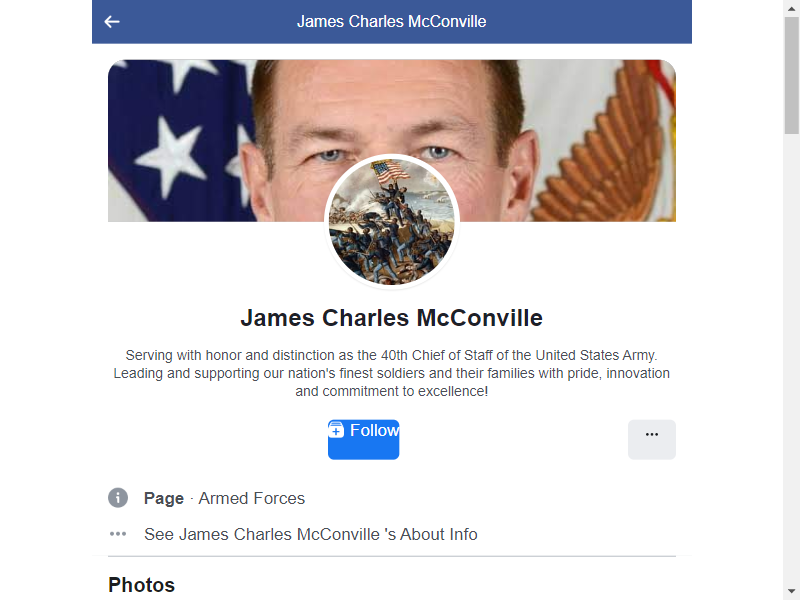 James Charles McConville
James Charles McConville
Serving with honor and distinction as the 40th Chief of Staff of the United States Army.
Leading and supporting our nation's finest soldiers and their families with pride, innovation
and commitment to excellence!
Follow
Page · Armed Forces
See James Charles McConville 's About Info
Photos